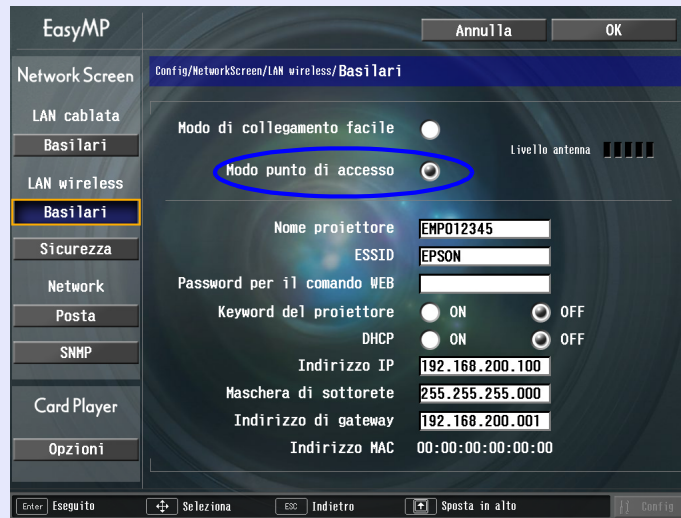 EasyMP
Annulla
OK
Network Screen
Config/NetworkScreen/LAN wireless/Basilari
LAN cablata
Basilari
LAN wireless
Basilari
Sicurezza
Network
Posta
SNMP
Card Player
Opzioni
Modo di collegamento facile
Livello antenna
Modo punto di accesso
Nome proiettore EMP012345
ESSID EPSON
Password per il comando WEB
Keyword del proiettore ON OFF
DHCP ON OFF
Indirizzo IP 192.168.200.100
Maschera di sottorete 255.255.255.000
Indirizzo di gateway 192.168.200.001
Indirizzo MAC 00:00:00:00:00:00
Enter Eseguito Seleziona ESC Indietro Sposta in alto Config